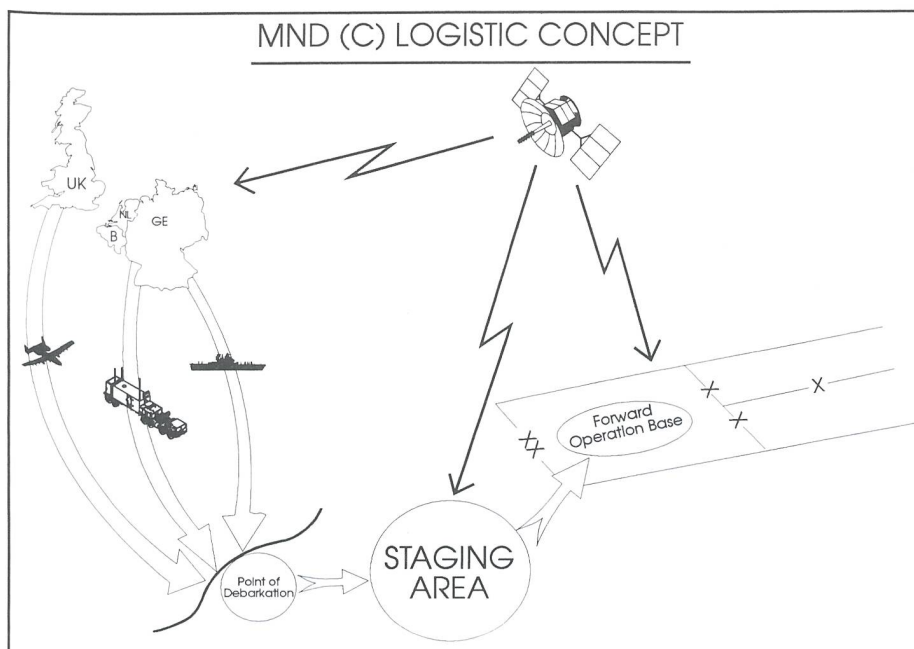 MND (C) LOGISTIC CONCEPT
UK
NL
B
GE
Forward
Operation Base
X
X
X
X
X
STAGING
AREA
Point of
Debarkation